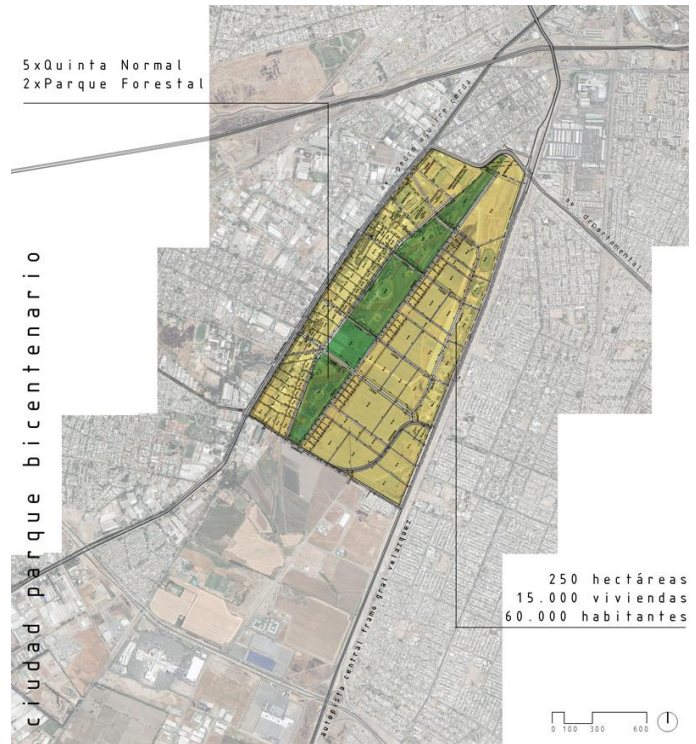 5xQuinta Normal
2xParque Forestal
av. pedro aguirre cerda
av. departamental
ciudad parque bicentenario
autopista central tramo gral velazquez
250 hectáreas
15.000 viviendas
60.000 habitantes
0 100 300 600